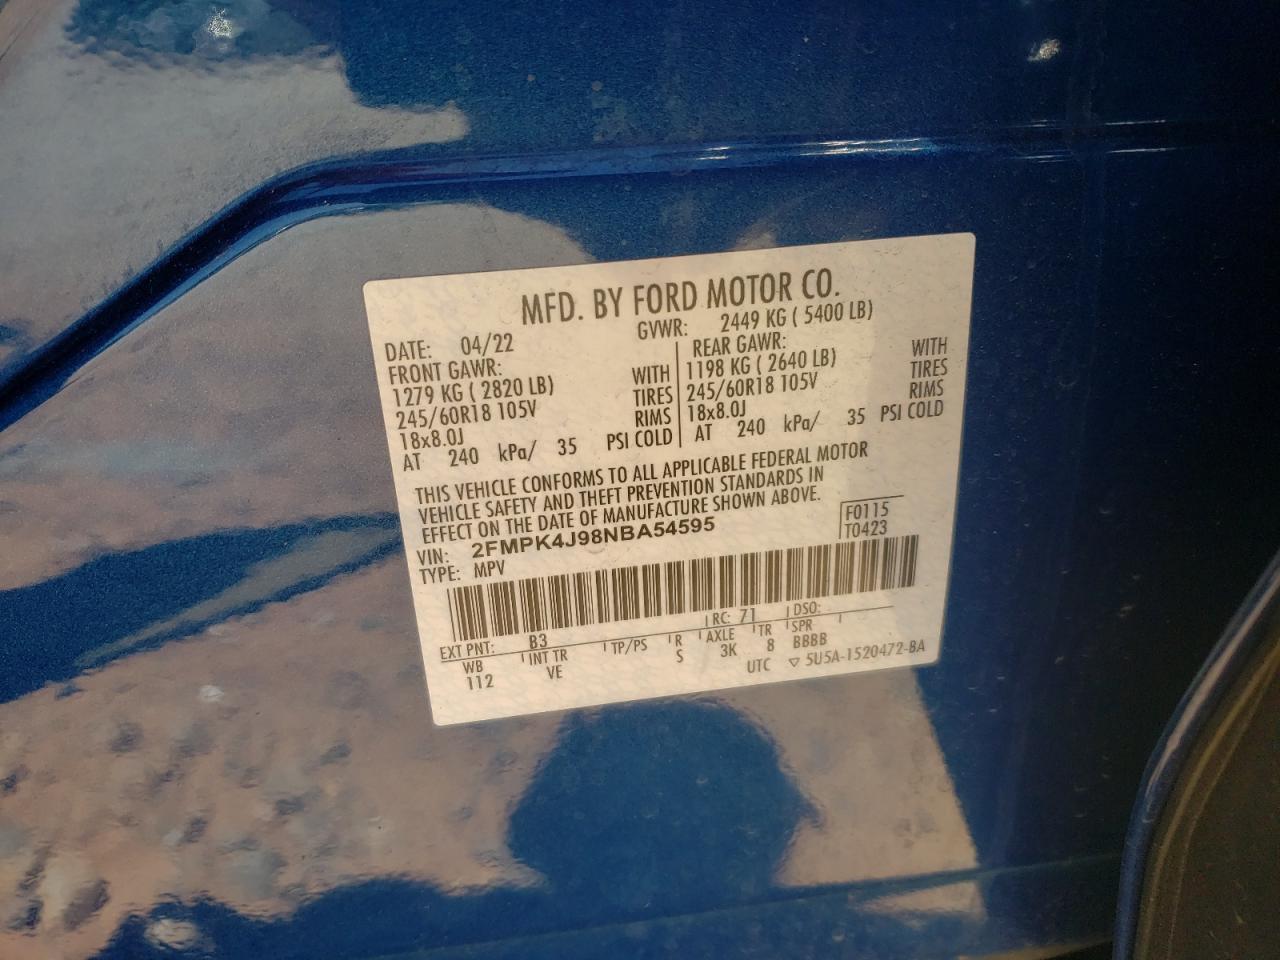 MFD. BY FORD MOTOR CO.
DATE: 04/22 GVWR: 2449 KG ( 5400 LB)
FRONT GAWR: REAR GAWR:
1279 KG ( 2820 LB) WITH 1198 KG ( 2640 LB) WITH
245/60R18 105V TIRES 245/60R18 105V TIRES
18x8.0J RIMS 18x8.0J RIMS
AT 240 kPa/ 35 PSI COLD AT 240 kPa/ 35 PSI COLD
THIS VEHICLE CONFORMS TO ALL APPLICABLE FEDERAL MOTOR
VEHICLE SAFETY AND THEFT PREVENTION STANDARDS IN
EFFECT ON THE DATE OF MANUFACTURE SHOWN ABOVE.
VIN: 2FMPK4J98NBA54595 F0115
TYPE: MPV T0423
EXT PNT: B3 RC: 71 DSO:
WB INT TR TP/PS R AXLE TR SPR
112 VE S 3K 8 BBBB
UTC ▽ 5U5A-1520472-BA